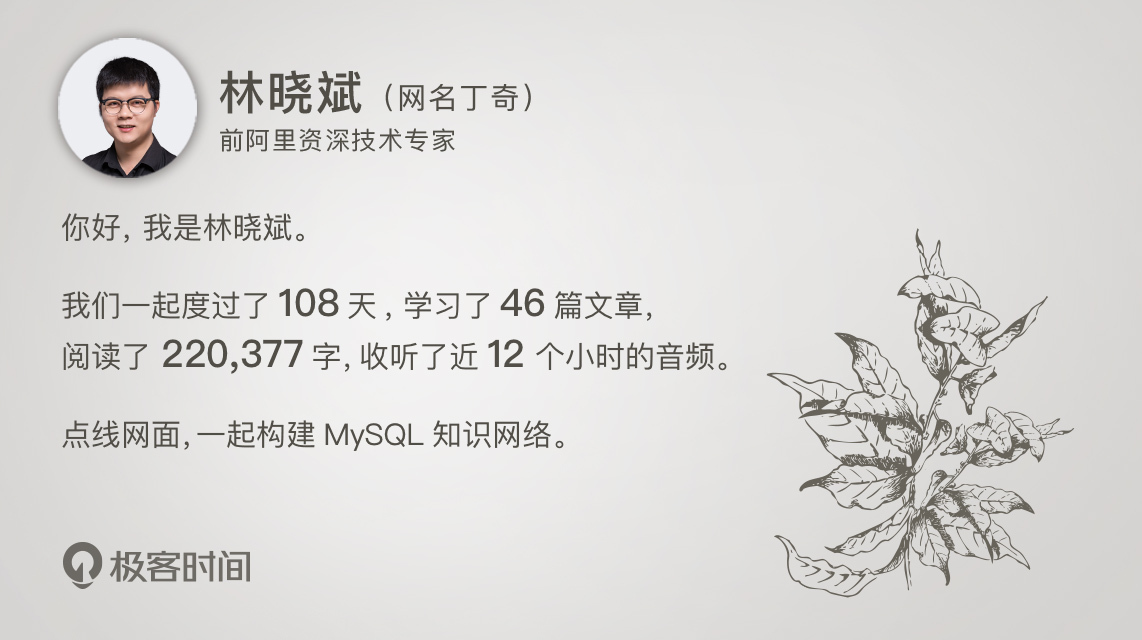 林晓斌（网名丁奇）
前阿里资深技术专家
你好，我是林晓斌。
我们一起度过了 108 天，学习了 46 篇文章，
阅读了 220,377 字，收听了近 12 个小时的音频。
点线网面，一起构建 MySQL 知识网络。
极客时间